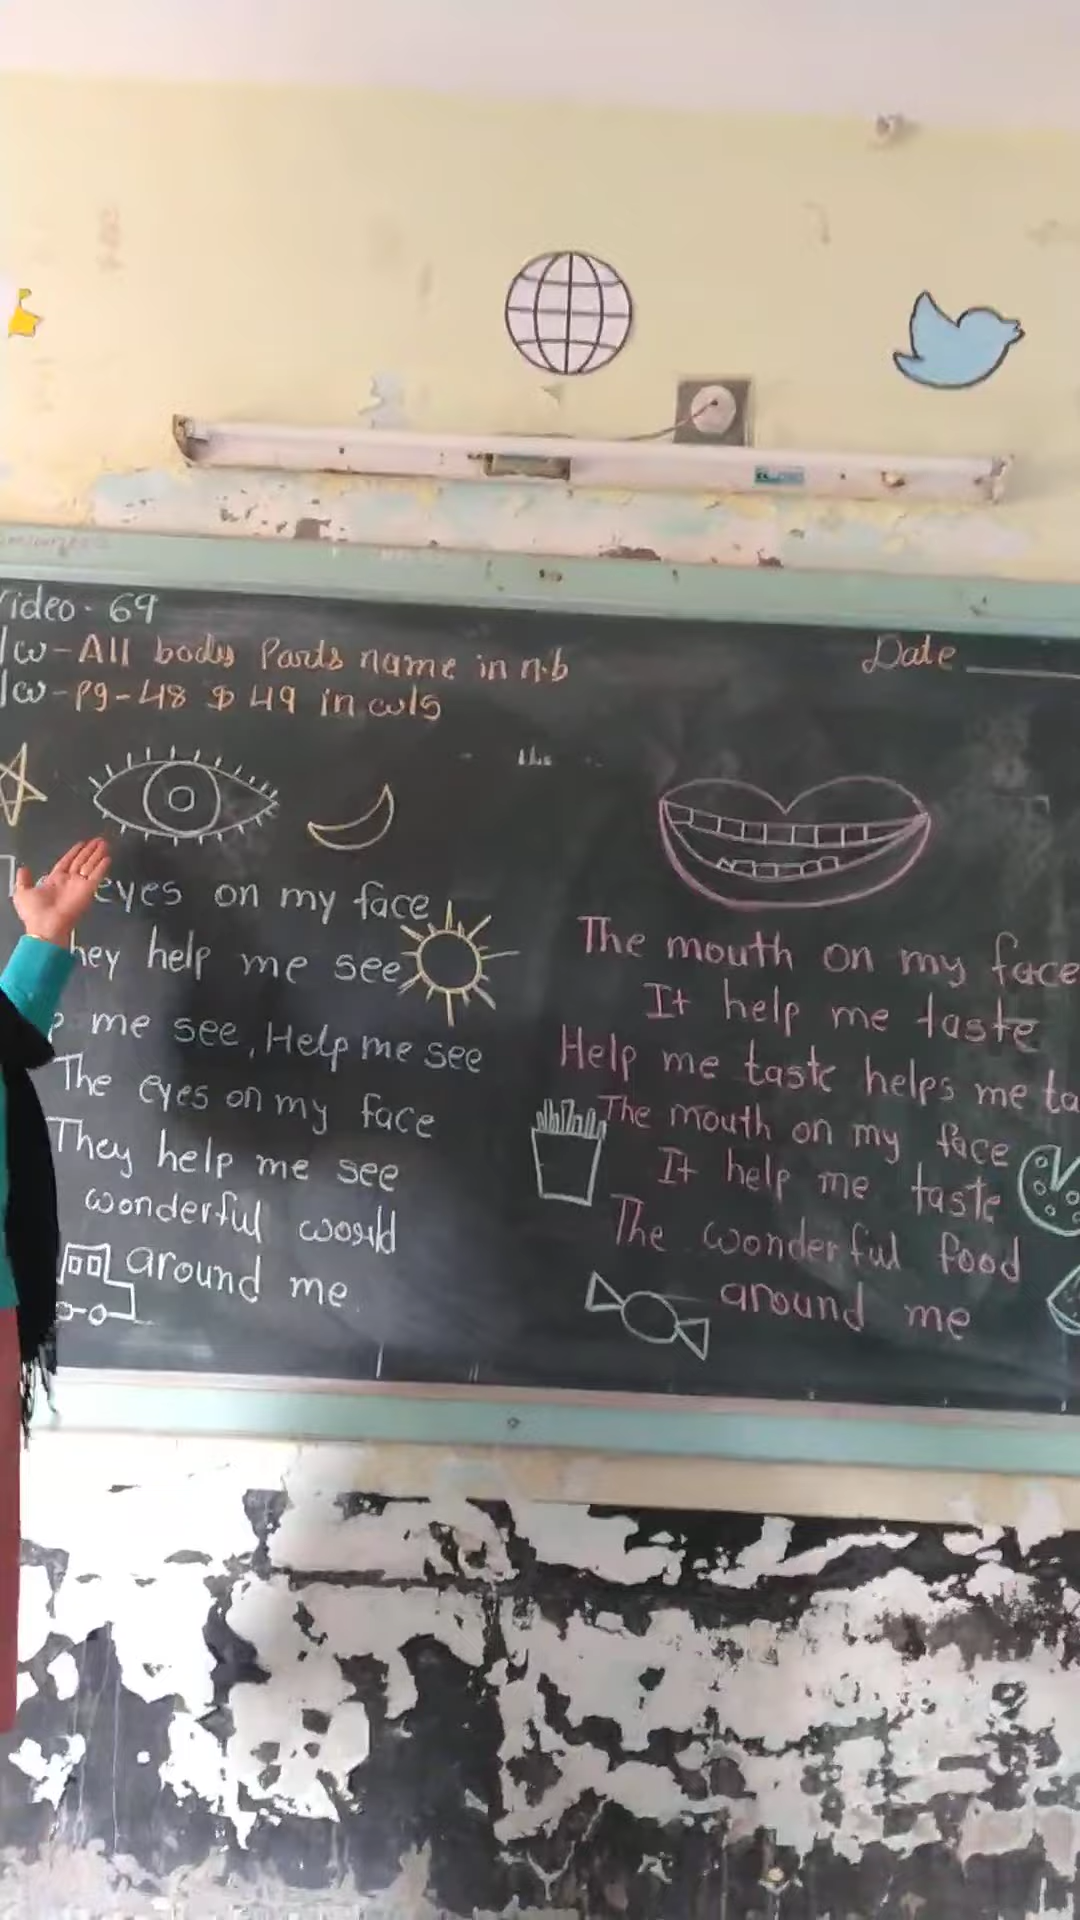 Video - 69
/w - All body Parts name in n.b
/w - Pg - 48 & 49 in w/s
Date
eyes on my face
hey help me see
me see, Help me see
The eyes on my face
They help me see
wonderful world
around me
The mouth on my face
It help me taste
Help me taste helps me ta
The mouth on my face
It help me taste
The wonderful food
around me